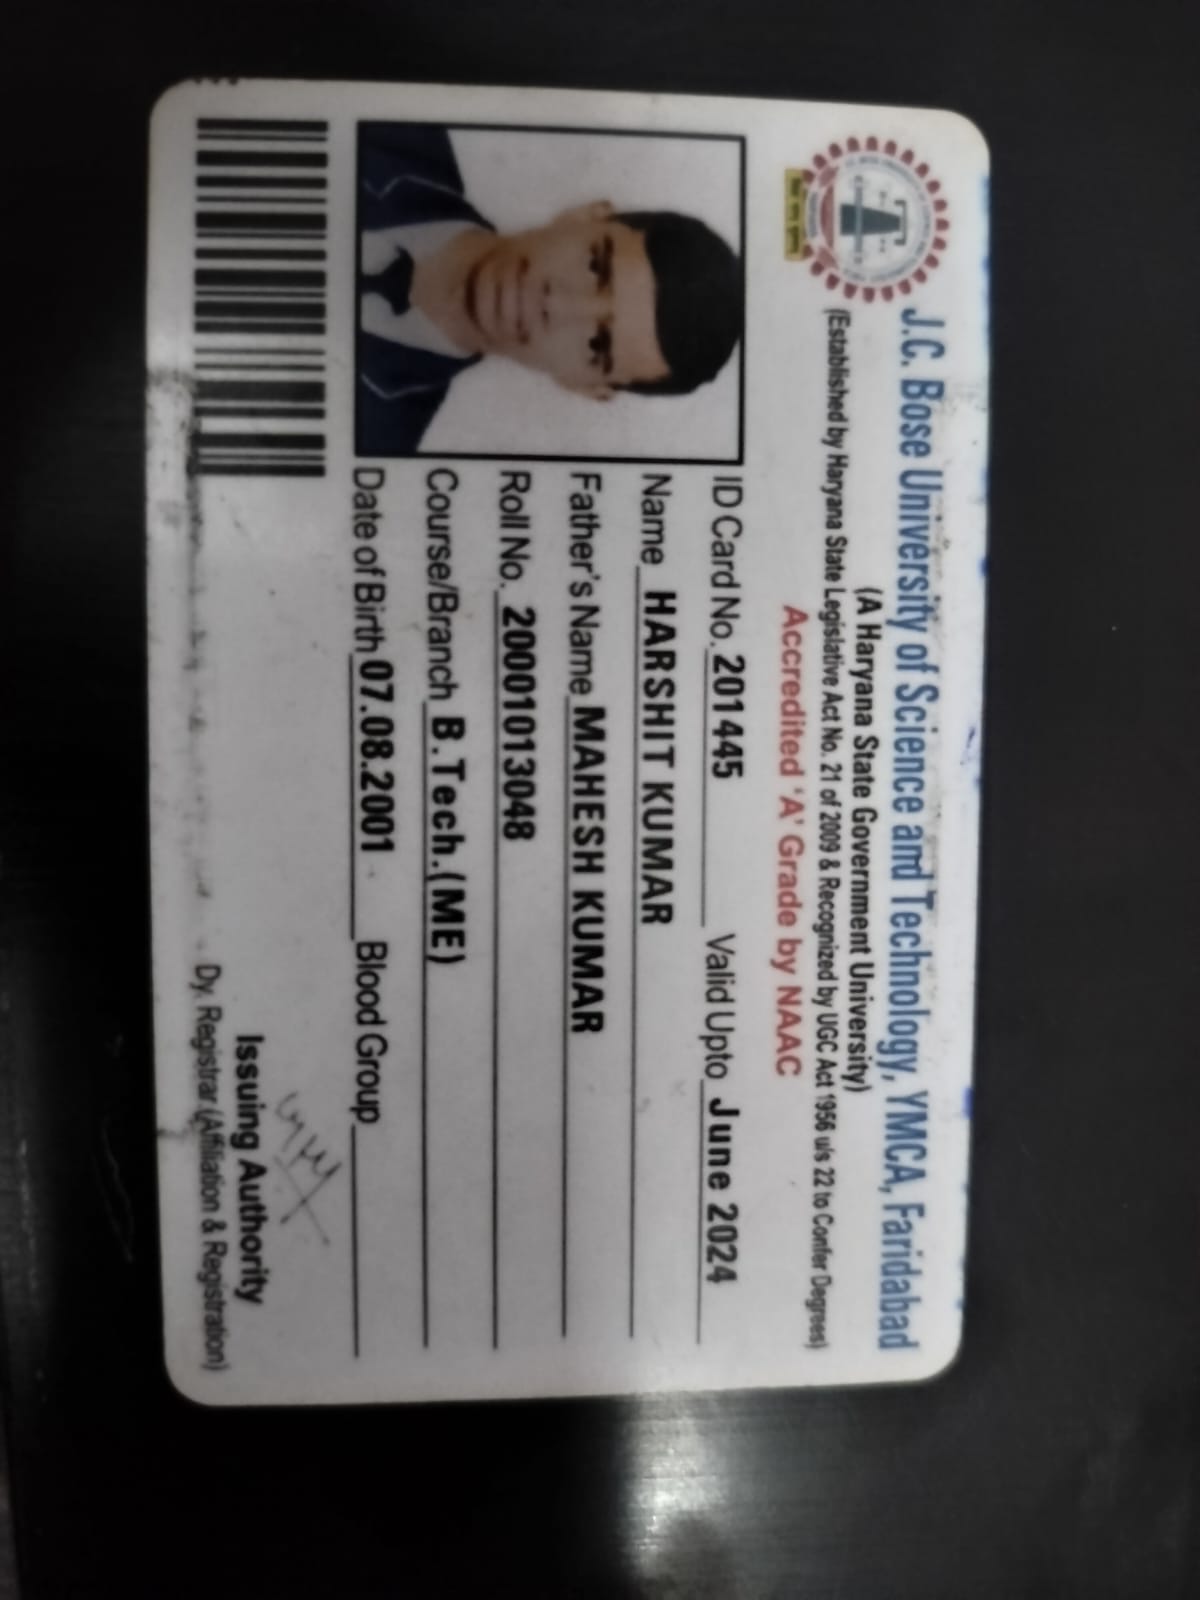 J.C. Bose University of Science and Technology, YMCA, Faridabad
(A Haryana State Government University)
(Established by Haryana State Legislative Act No. 21 of 2009 & Recognized by UGC Act 1956 u/s 22 to Confer Degrees)
Accredited 'A' Grade by NAAC
ID Card No. 201445 Valid Upto June 2024
Name HARSHIT KUMAR
Father's Name MAHESH KUMAR
Roll No. 20001013048
Course/Branch B.Tech.(ME)
Date of Birth 07.08.2001 Blood Group
Issuing Authority
Dy. Registrar (Affiliation & Registration)